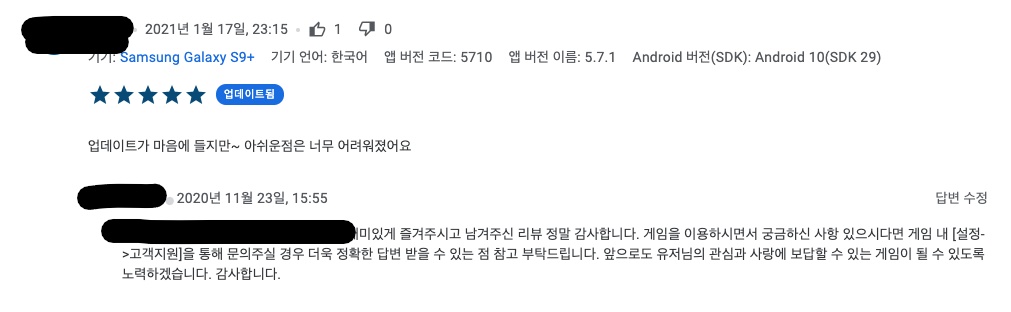 2021년 1월 17일, 23:15 1 0
기기: Samsung Galaxy S9+ 기기 언어: 한국어 앱 버전 코드: 5710 앱 버전 이름: 5.7.1 Android 버전(SDK): Android 10(SDK 29)
업데이트됨
업데이트가 마음에 들지만~ 아쉬운점은 너무 어려워졌어요
2020년 11월 23일, 15:55 답변 수정
즐겨주시고 남겨주신 리뷰 정말 감사합니다. 게임을 이용하시면서 궁금하신 사항 있으시다면 게임 내 [설정-
>고객지원]을 통해 문의주실 경우 더욱 정확한 답변 받을 수 있는 점 참고 부탁드립니다. 앞으로도 유저님의 관심과 사랑에 보답할 수 있는 게임이 될 수 있도록
노력하겠습니다. 감사합니다.